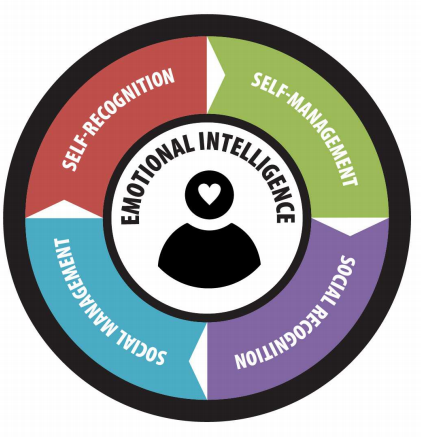 EMOTIONAL INTELLIGENCE
SELF-RECOGNITION
SELF-MANAGEMENT
SOCIAL RECOGNITION
SOCIAL MANAGEMENT